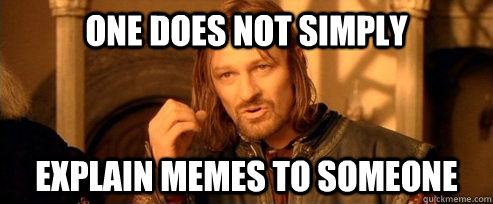 ONE DOES NOT SIMPLY
EXPLAIN MEMES TO SOMEONE
quickmeme.com